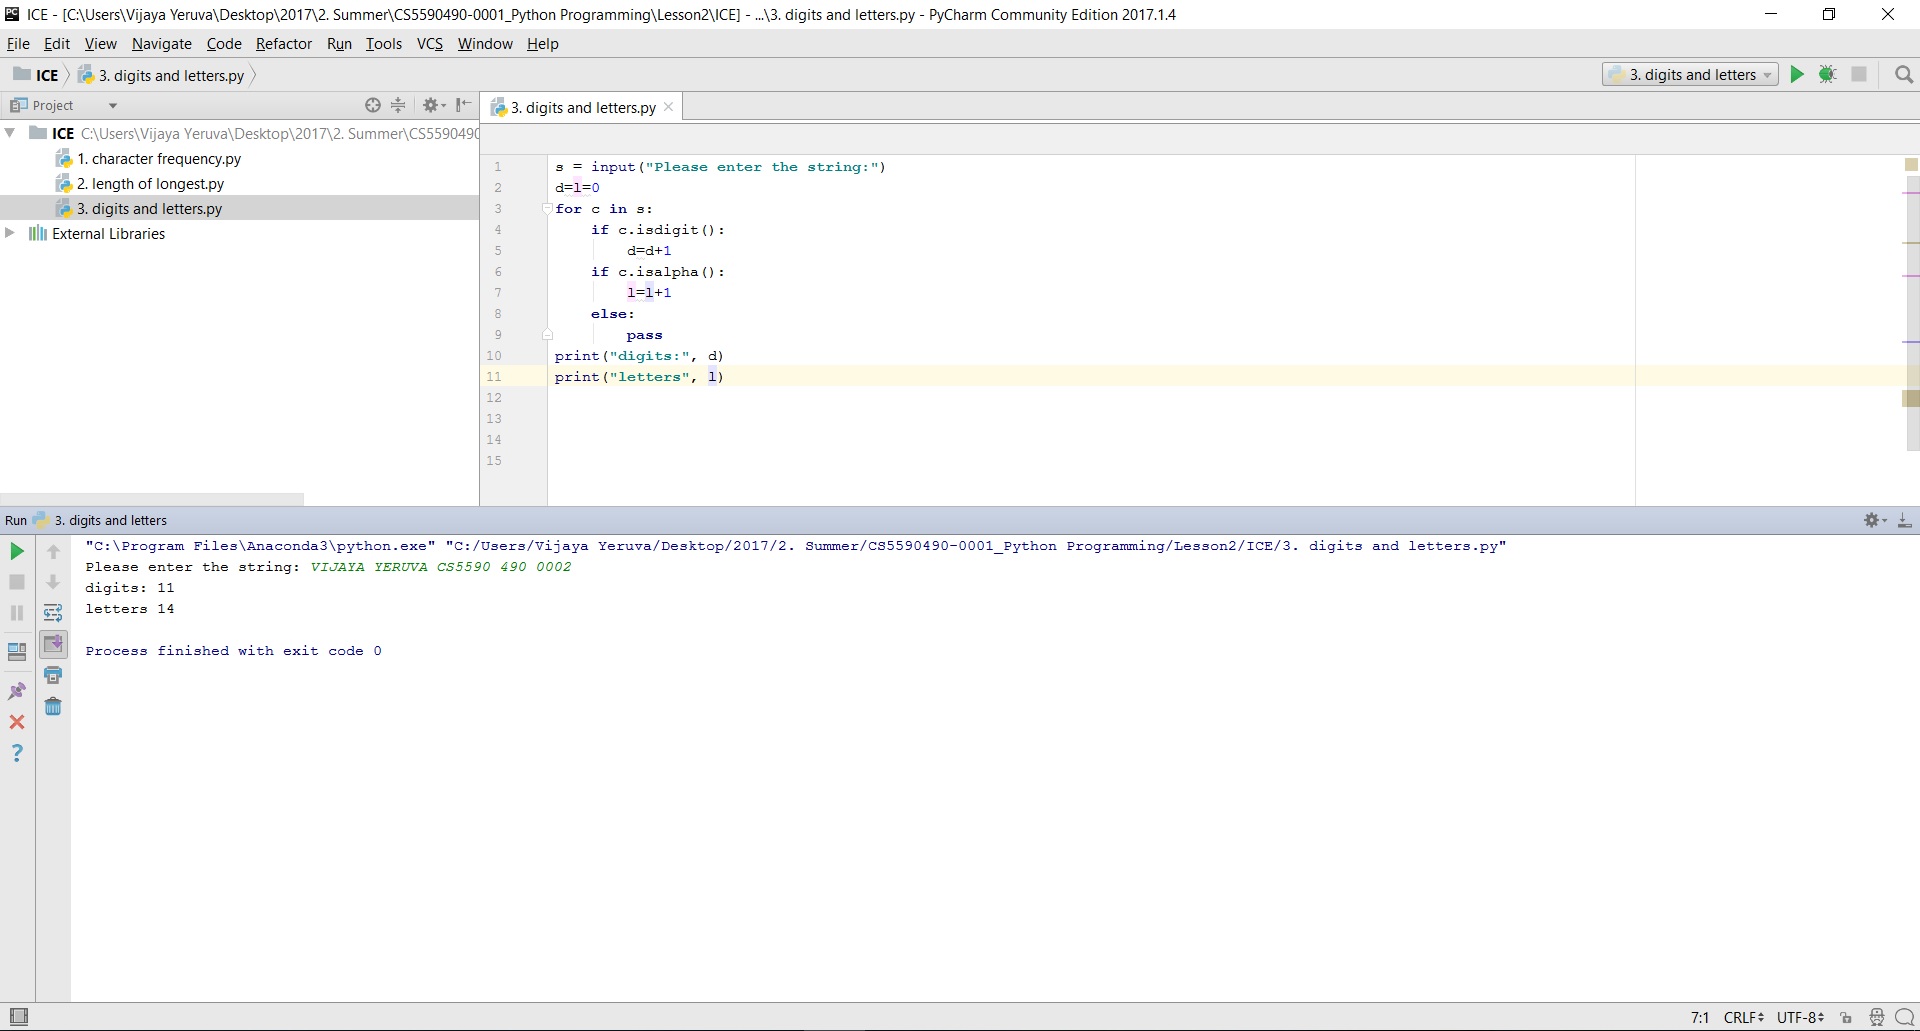 PC ICE - [C:\Users\Vijaya Yeruva\Desktop\2017\2. Summer\CS5590490-0001_Python Programming\Lesson2\ICE] - ...\3. digits and letters.py - PyCharm Community Edition 2017.1.4
File Edit View Navigate Code Refactor Run Tools VCS Window Help
ICE 3. digits and letters.py 3. digits and letters
Project
3. digits and letters.py
ICE C:\Users\Vijaya Yeruva\Desktop\2017\2. Summer\CS5590490
1. character frequency.py
2. length of longest.py
3. digits and letters.py
External Libraries
1 s = input("Please enter the string:")
2 d=l=0
3 for c in s:
4 if c.isdigit():
5 d=d+1
6 if c.isalpha():
7 l=l+1
8 else:
9 pass
10 print("digits:", d)
11 print("letters", l)
12
13
14
15
Run 3. digits and letters
"C:\Program Files\Anaconda3\python.exe" "C:/Users/Vijaya Yeruva/Desktop/2017/2. Summer/CS5590490-0001_Python Programming/Lesson2/ICE/3. digits and letters.py"
Please enter the string: VIJAYA YERUVA CS5590 490 0002
digits: 11
letters 14
Process finished with exit code 0
7:1 CRLF UTF-8